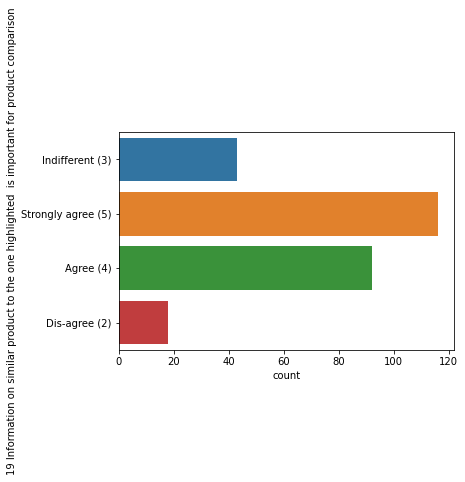 19 Information on similar product to the one highlighted  is important for product comparison
Indifferent (3)
Strongly agree (5)
Agree (4)
Dis-agree (2)
0 20 40 60 80 100 120
count